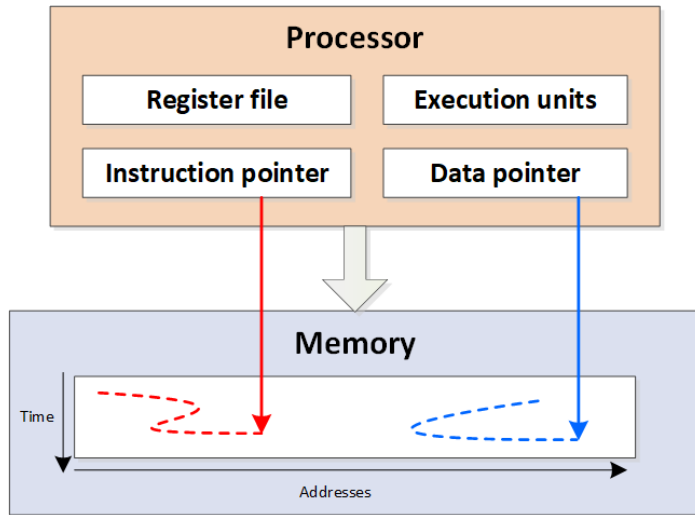 Processor
Register file
Execution units
Instruction pointer
Data pointer
Memory
Time
Addresses